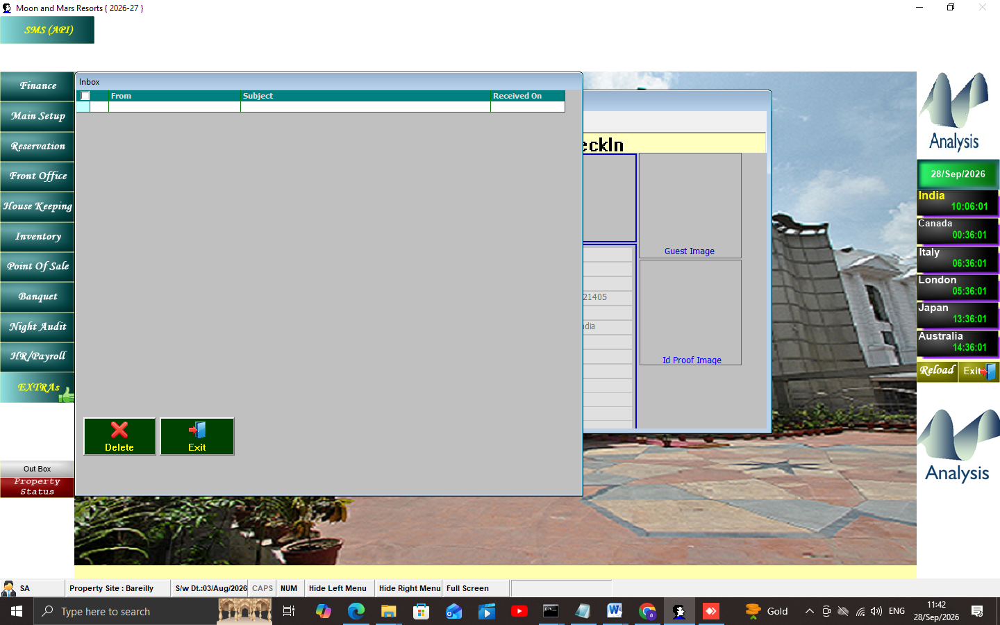 Moon and Mars Resorts { 2026-27 }
SMS (API)
Finance
Main Setup
Reservation
Front Office
House Keeping
Inventory
Point Of Sale
Banquet
Night Audit
HR/Payroll
EXTRAs
Out Box
Property
Status
Inbox
From Subject Received On
Delete Exit
eckIn
Guest Image
21405
ndia
Id Proof Image
Analysis
28/Sep/2026
India
10:06:01
Canada
00:36:01
Italy
06:36:01
London
05:36:01
Japan
13:36:01
Australia
14:36:01
Reload Exit
Analysis
SA Property Site : Bareilly S/w Dt.:03/Aug/2026 CAPS NUM Hide Left Menu Hide Right Menu Full Screen
Type here to search Gold ENG 11:42
28/Sep/2026